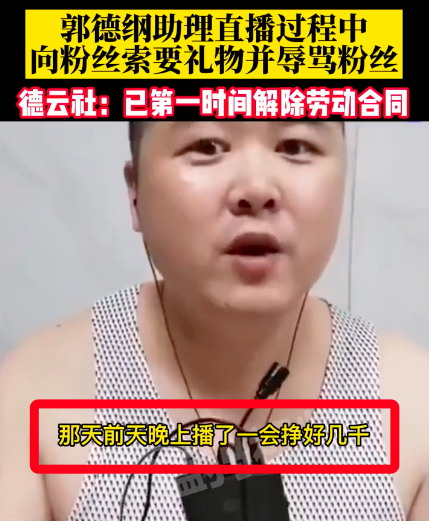 郭德纲助理直播过程中
向粉丝索要礼物并辱骂粉丝
德云社：已第一时间解除劳动合同
那天前天晚上播了一会挣好几千